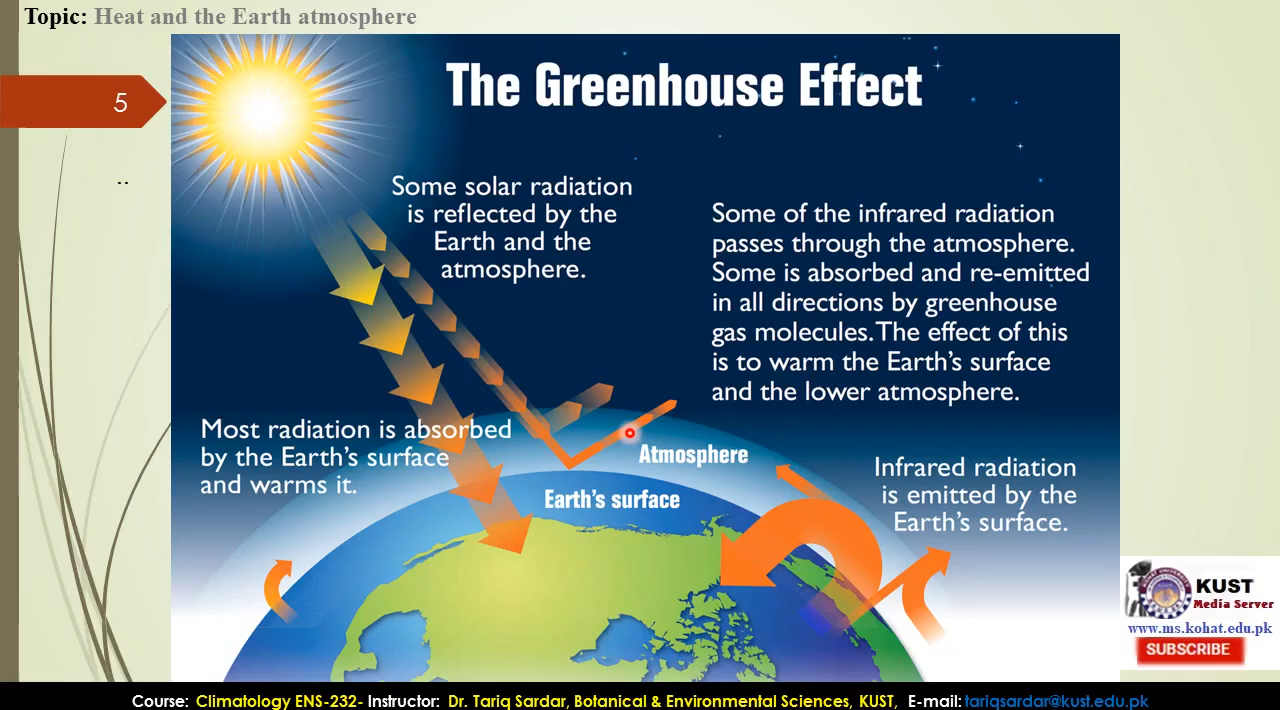 Topic: Heat and the Earth atmosphere
5
..
The Greenhouse Effect
Some solar radiation
is reflected by the
Earth and the
atmosphere.
Some of the infrared radiation
passes through the atmosphere.
Some is absorbed and re-emitted
in all directions by greenhouse
gas molecules. The effect of this
is to warm the Earth's surface
and the lower atmosphere.
Most radiation is absorbed
by the Earth's surface
and warms it.
Atmosphere
Earth's surface
Infrared radiation
is emitted by the
Earth's surface.
KUST
Media Server
www.ms.kohat.edu.pk
SUBSCRIBE
Course: Climatology ENS-232- Instructor: Dr. Tariq Sardar, Botanical & Environmental Sciences, KUST, E-mail: tariqsardar@kust.edu.pk